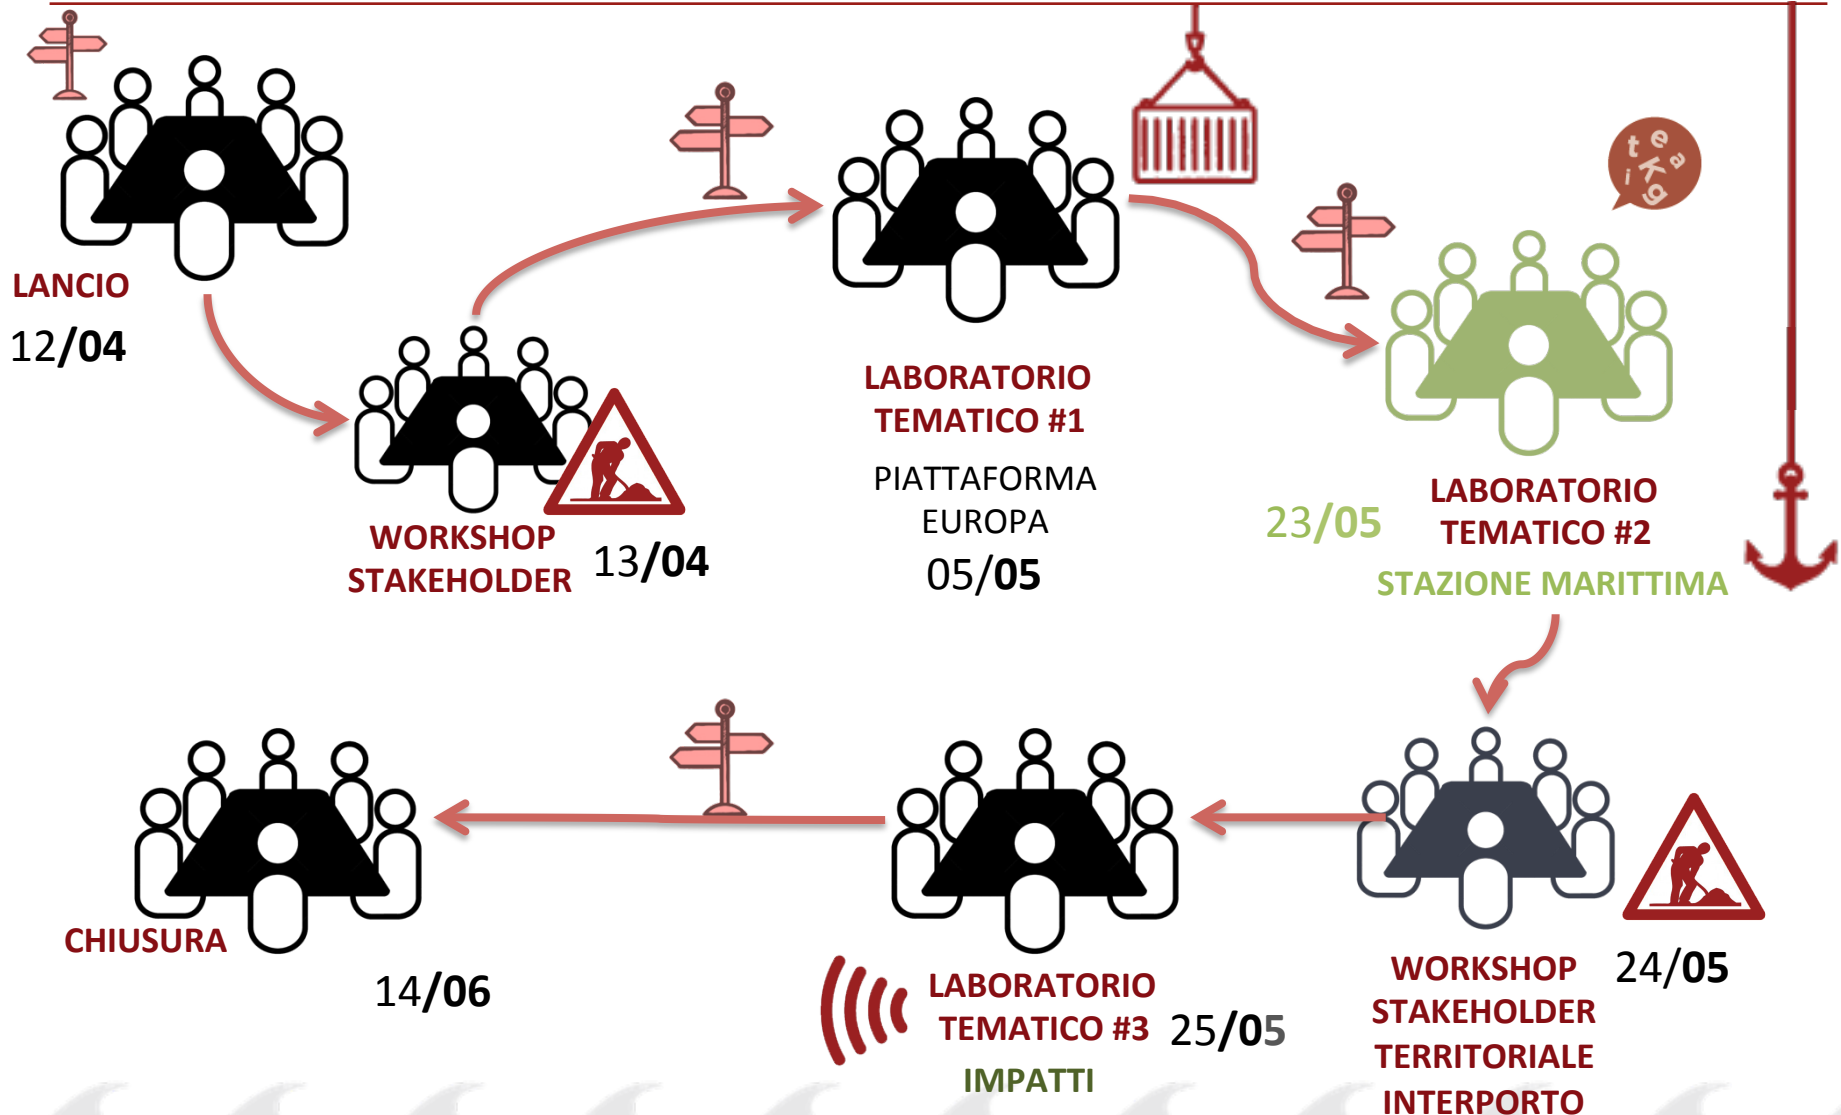 LANCIO
12/04
WORKSHOP
STAKEHOLDER
13/04
LABORATORIO
TEMATICO #1
PIATTAFORMA
EUROPA
05/05
t e a i K g
23/05
LABORATORIO
TEMATICO #2
STAZIONE MARITTIMA
24/05
WORKSHOP
STAKEHOLDER
TERRITORIALE
INTERPORTO
LABORATORIO
TEMATICO #3
25/05
IMPATTI
CHIUSURA
14/06